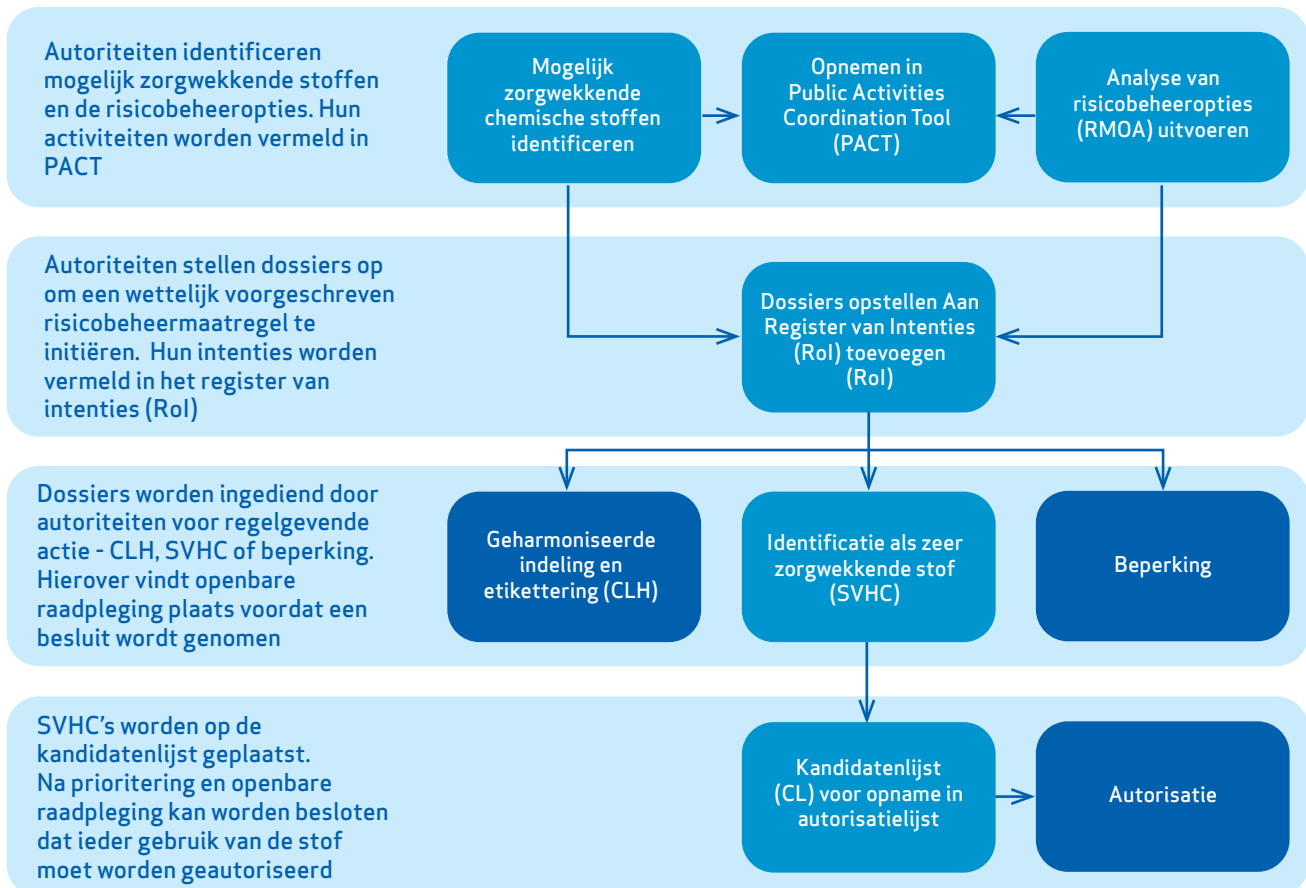 Autoriteiten identificeren
mogelijk zorgwekkende stoffen
en de risicobeheeropties. Hun
activiteiten worden vermeld in
PACT
Mogelijk
zorgwekkende
chemische stoffen
identificeren
Opnemen in
Public Activities
Coordination Tool
(PACT)
Analyse van
risicobeheeropties
(RMOA) uitvoeren
Autoriteiten stellen dossiers op
om een wettelijk voorgeschreven
risicobeheermaatregel te
initiëren. Hun intenties worden
vermeld in het register van
intenties (RoI)
Dossiers opstellen Aan
Register van Intenties
(RoI) toevoegen
(RoI)
Dossiers worden ingediend door
autoriteiten voor regelgevende
actie - CLH, SVHC of beperking.
Hierover vindt openbare
raadpleging plaats voordat een
besluit wordt genomen
Geharmoniseerde
indeling en
etikettering (CLH)
Identificatie als zeer
zorgwekkende stof
(SVHC)
Beperking
SVHC's worden op de
kandidatenlijst geplaatst.
Na prioritering en openbare
raadpleging kan worden besloten
dat ieder gebruik van de stof
moet worden geautoriseerd
Kandidatenlijst
(CL) voor opname in
autorisatielijst
Autorisatie